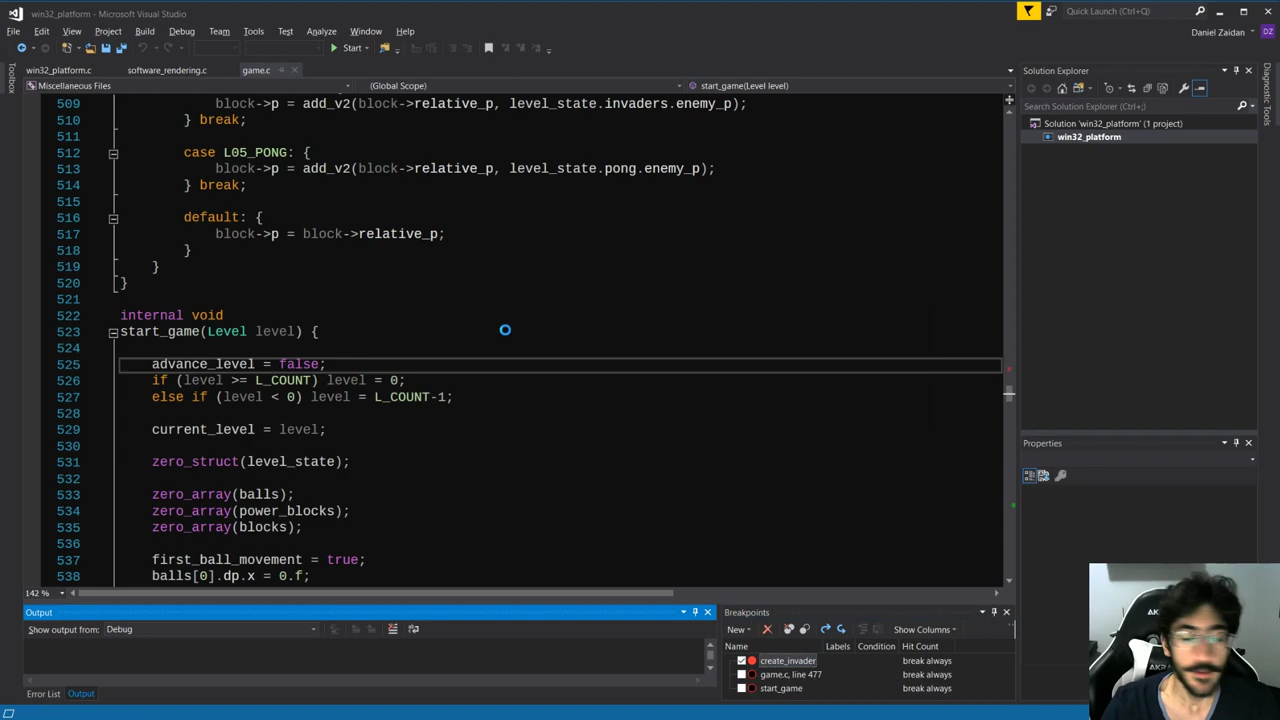 win32_platform - Microsoft Visual Studio
Quick Launch (Ctrl+Q)
File Edit View Project Build Debug Team Tools Test Analyze Window Help
Daniel Zaidan DZ
Start
Toolbox
win32_platform.c software_rendering.c game.c
Miscellaneous Files (Global Scope) start_game(Level level)
509 block->p = add_v2(block->relative_p, level_state.invaders.enemy_p);
510 } break;
511
512 case L05_PONG: {
513 block->p = add_v2(block->relative_p, level_state.pong.enemy_p);
514 } break;
515
516 default: {
517 block->p = block->relative_p;
518 }
519 }
520 }
521
522 internal void
523 start_game(Level level) {
524
525 advance_level = false;
526 if (level >= L_COUNT) level = 0;
527 else if (level < 0) level = L_COUNT-1;
528
529 current_level = level;
530
531 zero_struct(level_state);
532
533 zero_array(balls);
534 zero_array(power_blocks);
535 zero_array(blocks);
536
537 first_ball_movement = true;
538 balls[0].dp.x = 0.f;
142 %
Solution Explorer
Search Solution Explorer (Ctrl+;)
Solution 'win32_platform' (1 project)
win32_platform
Properties
Diagnostic Tools
Output
Show output from: Debug
Error List Output
Breakpoints
New Show Columns
Name Labels Condition Hit Count
create_invader break always
game.c, line 477 break always
start_game break always
AKRA